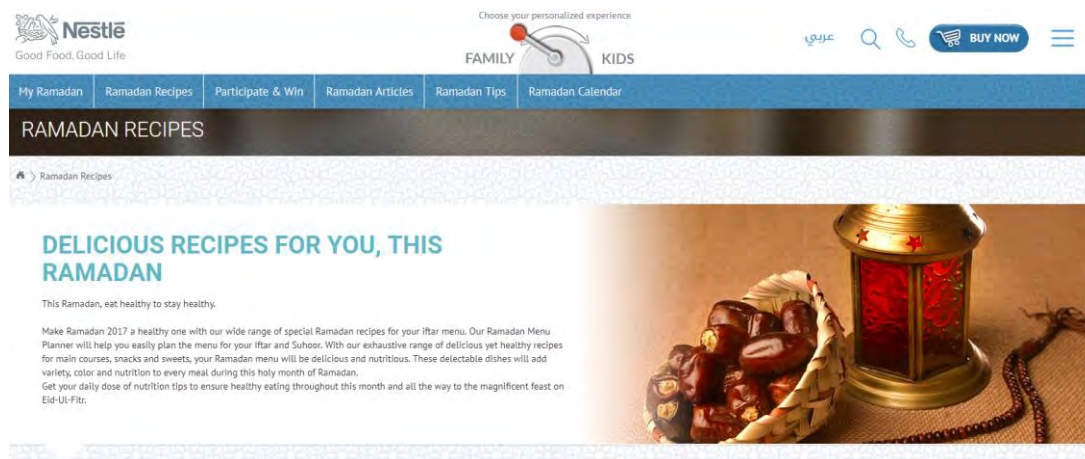 Nestlē
Good Food, Good Life
Choose your personalized experience
FAMILY
KIDS
عربي
BUY NOW
My Ramadan
Ramadan Recipes
Participate & Win
Ramadan Articles
Ramadan Tips
Ramadan Calendar
RAMADAN RECIPES
Ramadan Recipes
DELICIOUS RECIPES FOR YOU, THIS
RAMADAN
This Ramadan, eat healthy to stay healthy.
Make Ramadan 2017 a healthy one with our wide range of special Ramadan recipes for your iftar menu. Our Ramadan Menu
Planner will help you easily plan the menu for your Iftar and Suhoor. With our exhaustive range of delicious yet healthy recipes
for main courses, snacks and sweets, your Ramadan menu will be delicious and nutritious. These delectable dishes will add
variety, color and nutrition to every meal during this holy month of Ramadan.
Get your daily dose of nutrition tips to ensure healthy eating throughout this month and all the way to the magnificent feast on
Eid-Ul-Fitr.